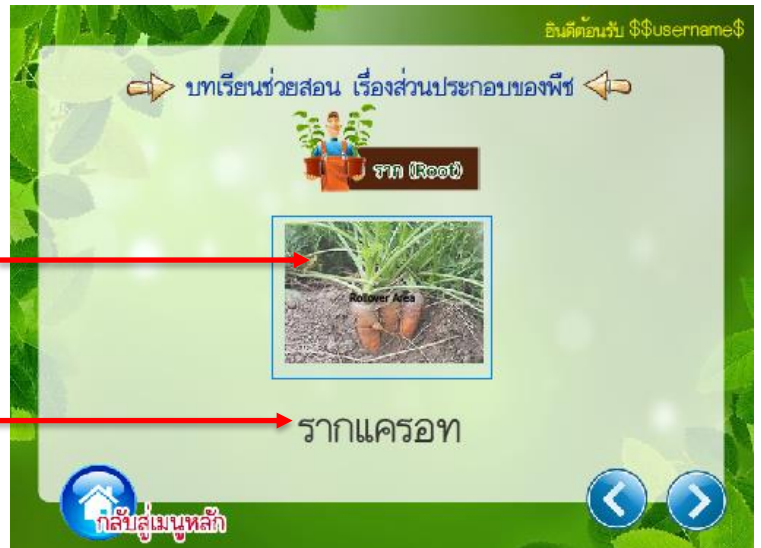 อินดีต้อนรับ $$username$
บทเรียนช่วยสอน เรื่องส่วนประกอบของพืช
ราก (Root)
Rollover Area
รากแครอท
กลับสู่เมนูหลัก